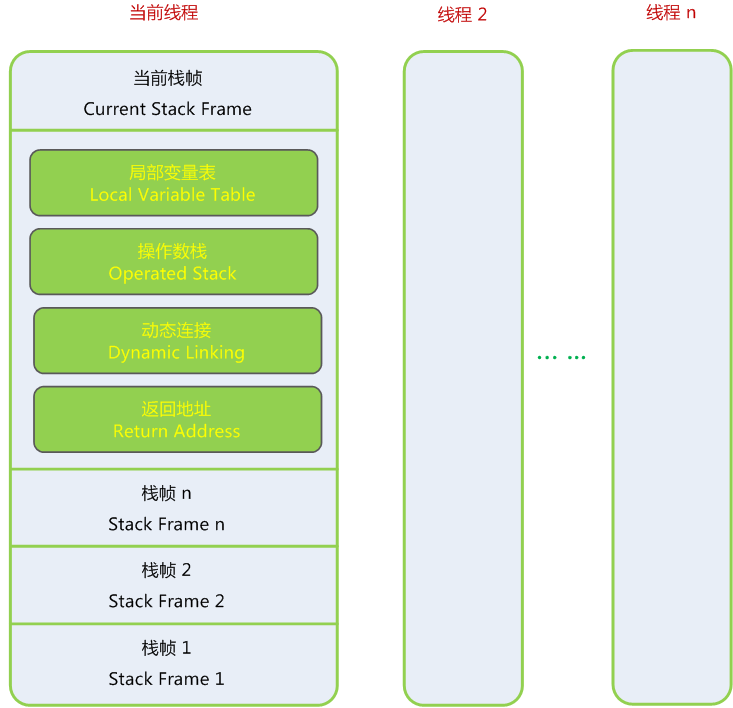 当前线程
线程 2
线程 n
当前栈帧
Current Stack Frame
局部变量表
Local Variable Table
操作数栈
Operated Stack
动态连接
Dynamic Linking
返回地址
Return Address
... ...
栈帧 n
Stack Frame n
栈帧 2
Stack Frame 2
栈帧 1
Stack Frame 1